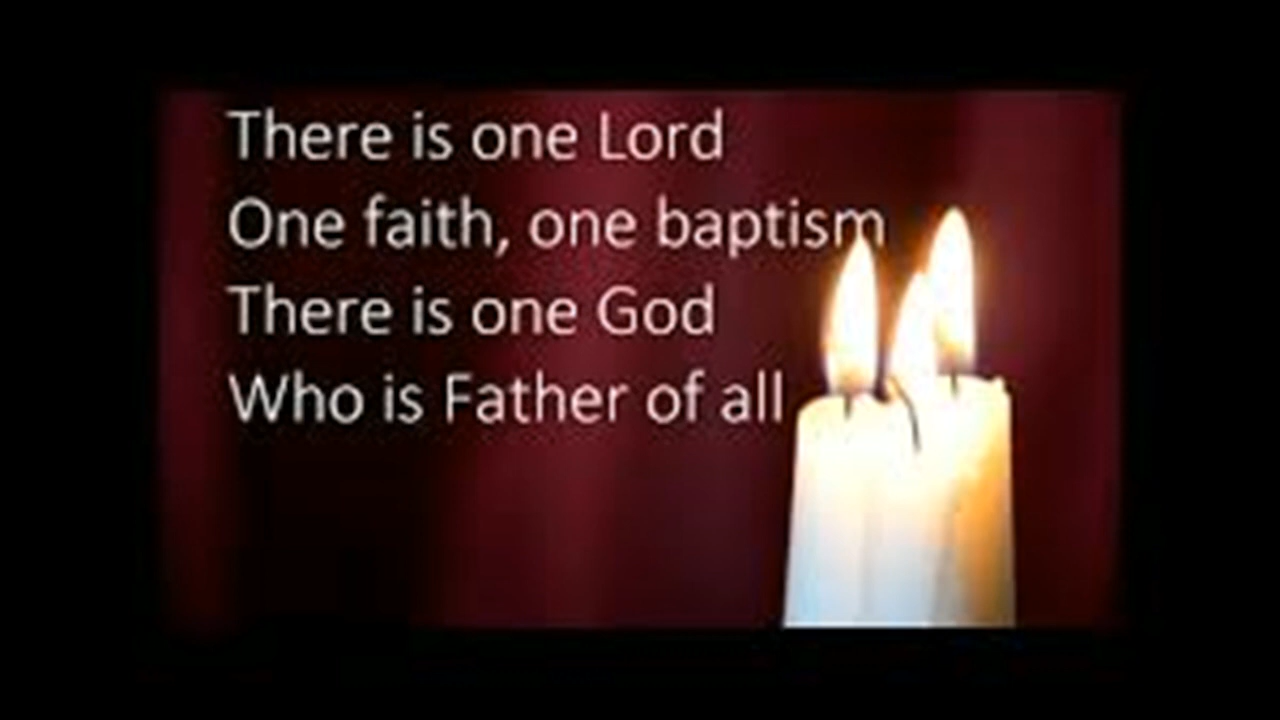 There is one Lord
One faith, one baptism
There is one God
Who is Father of all